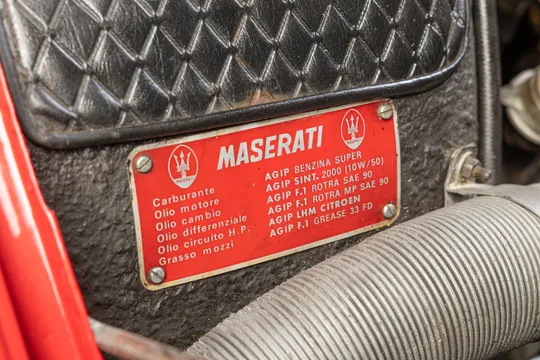 MASERATI
Carburante AGIP BENZINA SUPER
Olio motore AGIP SINT. 2000 (10W/50)
Olio cambio AGIP F.1 ROTRA SAE 90
Olio differenziale AGIP F.1 ROTRA MP SAE 90
Olio circuito H.P. AGIP LHM CITROEN
Grasso mozzi AGIP F.1 GREASE 33 FD